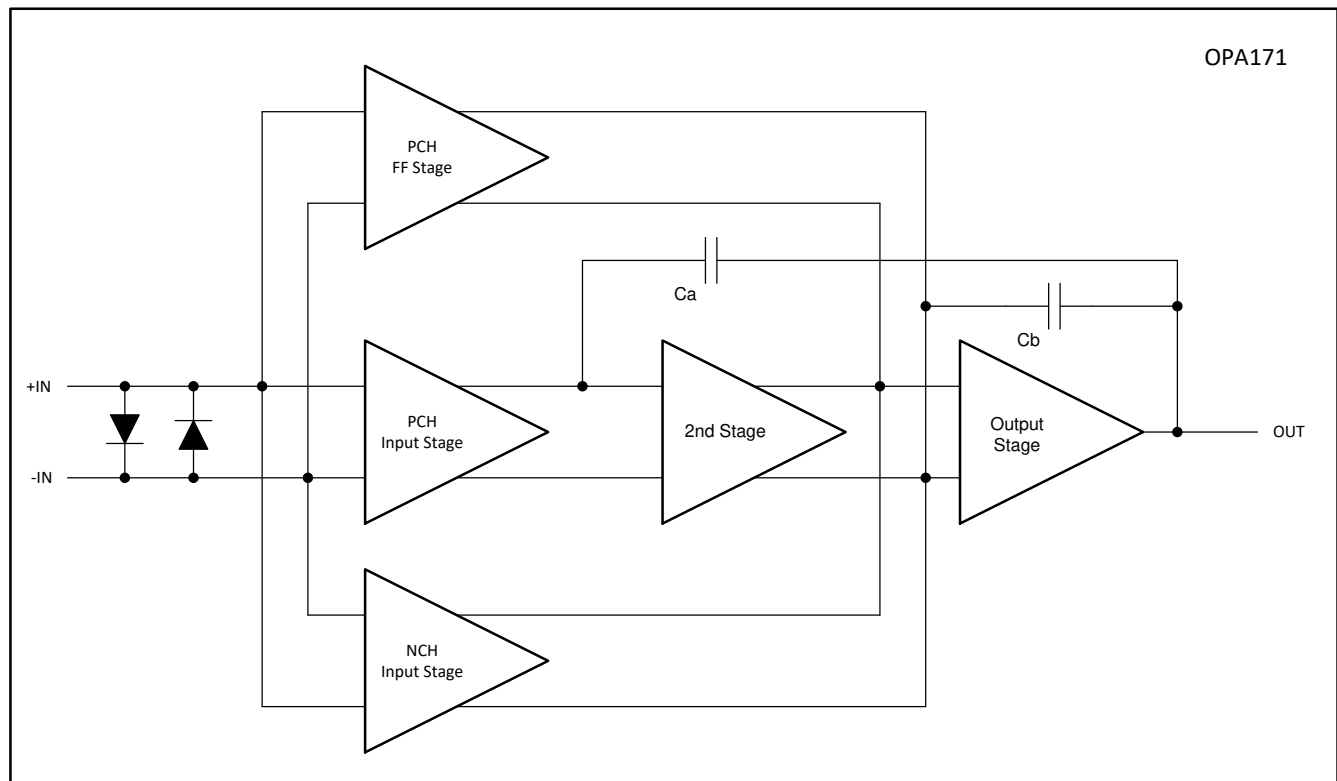 OPA171
PCH
FF Stage
Ca
Cb
+IN
PCH
Input Stage
2nd Stage
Output
Stage
OUT
-IN
NCH
Input Stage